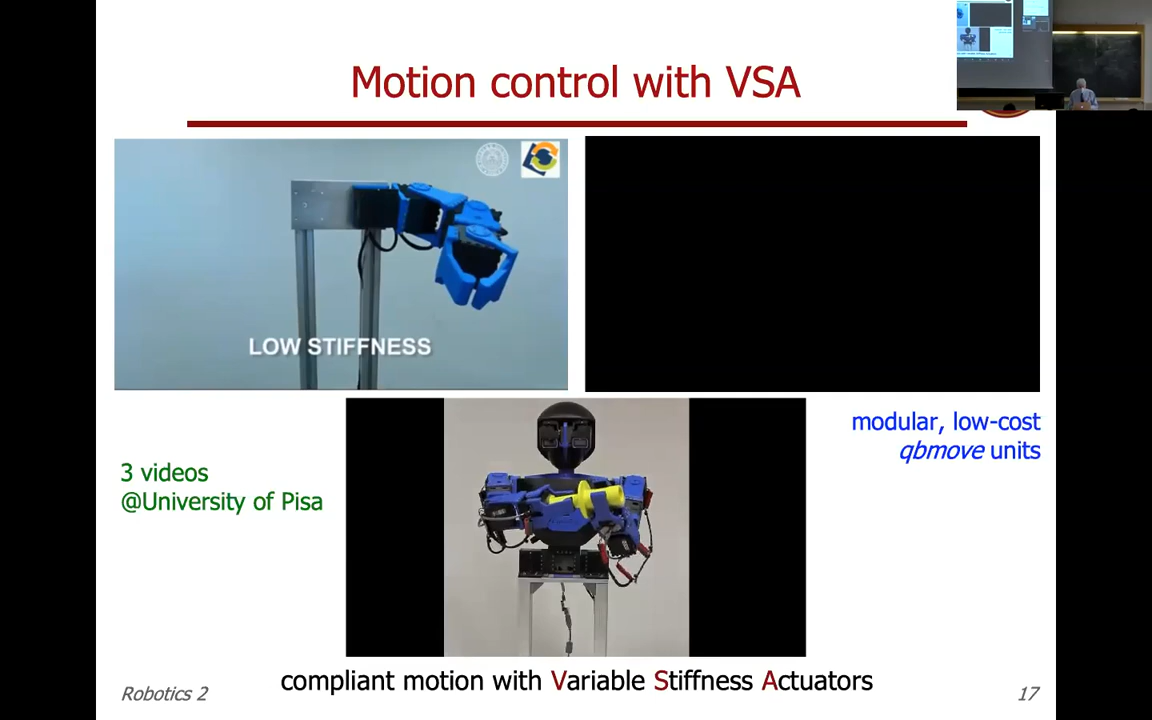 Motion control with VSA
LOW STIFFNESS
modular, low-cost
qbmove units
3 videos
@University of Pisa
compliant motion with Variable Stiffness Actuators
Robotics 2
17